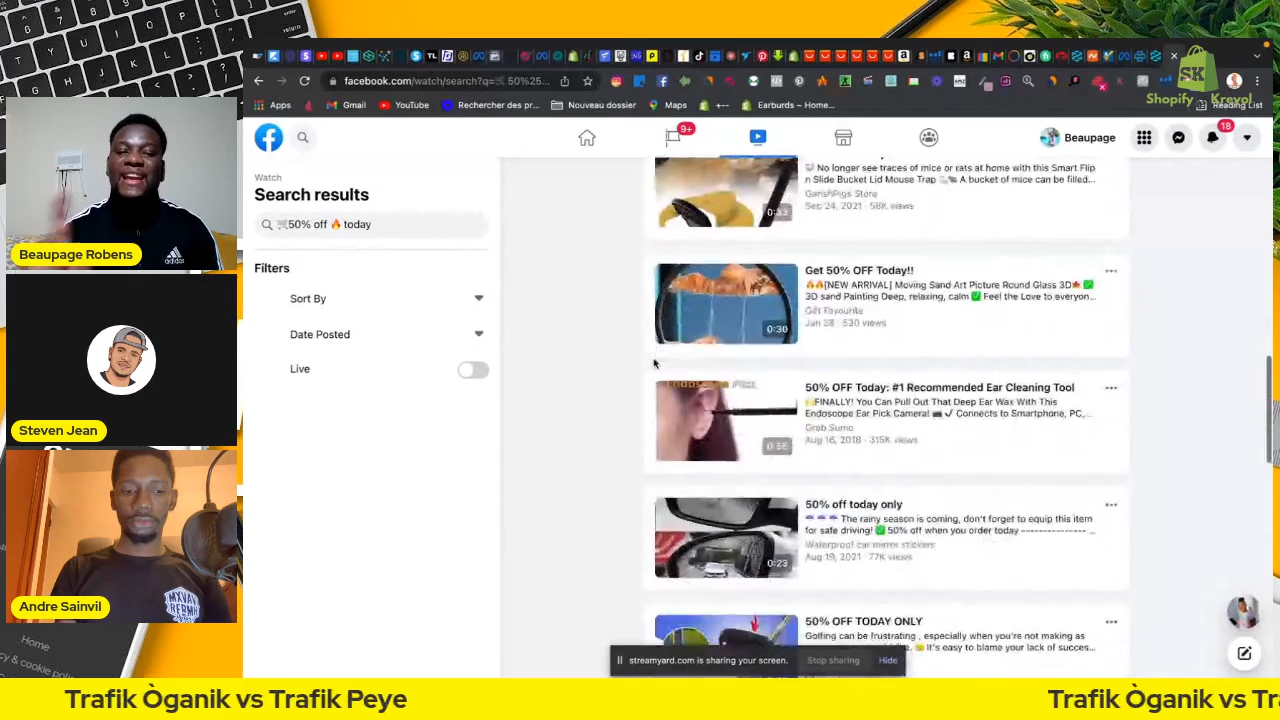 Beaupage Robens
Steven Jean
Andre Sainvil
Home
Shopify Kreyol
SK
facebook.com/watch/search?q=🛒50%25...
Apps
Gmail
YouTube
Rechercher des pr...
Nouveau dossier
Maps
+--
Earburds ~ Home...
Reading List
9+
Beaupage
18
Watch
Search results
🛒50% off 🔥 today
Filters
Sort By
Date Posted
Live
🐭 No longer see traces of mice or rats at home with this Smart Flip
n Slide Bucket Lid Mouse Trap 🐁🐀 A bucket of mice can be filled...
GarishPigs Store
Sep 24, 2021 · 58K views
0:33
Get 50% OFF Today!!
🔥🔥[NEW ARRIVAL] Moving Sand Art Picture Round Glass 3D🍁 ✅
3D sand Painting Deep, relaxing, calm ✅ Feel the Love to everyon...
Gift Favourite
Jan 28 · 530 views
0:30
50% OFF Today: #1 Recommended Ear Cleaning Tool
🙌FINALLY! You Can Pull Out That Deep Ear Wax With This
Endoscope Ear Pick Camera! 📷 ✔ Connects to Smartphone, PC,...
Grab Sumo
Aug 16, 2018 · 315K views
0:56
50% off today only
☔☔☔ The rainy season is coming, don't forget to equip this item
for safe driving! ✅ 50% off when you order today ---------------- ...
Waterproof car mirror stickers
Aug 19, 2021 · 77K views
0:23
50% OFF TODAY ONLY
Golfing can be frustrating , especially when you're not making as
It's easy to blame your lack of succes...
streamyard.com is sharing your screen.
Stop sharing
Hide
Trafik Òganik vs Trafik Peye
Trafik Òganik vs Tra